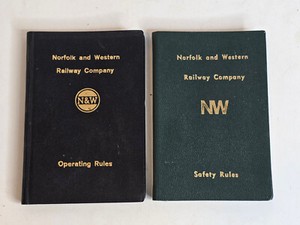 Norfolk and Western
Railway Company
N&W
Operating Rules
Norfolk and Western
Railway Company
NW
Safety Rules